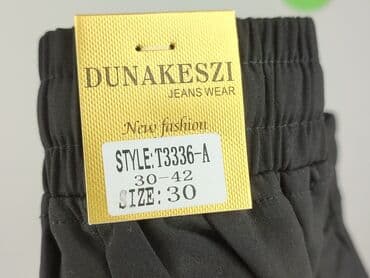 DUNAKESZI
JEANS WEAR
New fashion
STYLE:T3336-A
30-42
SIZE:30